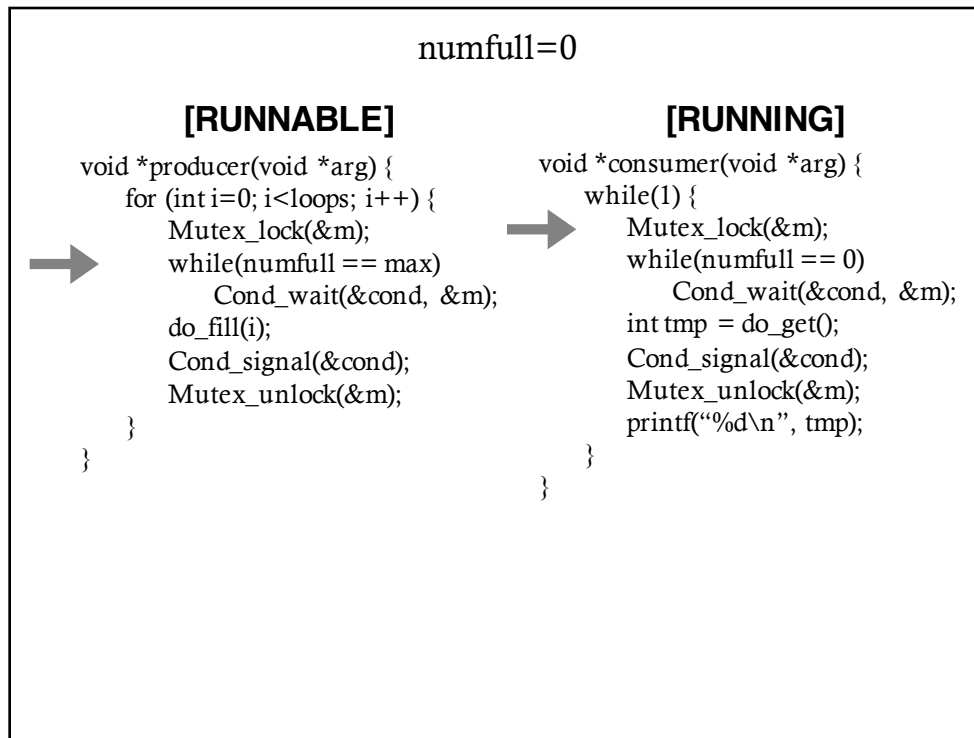 numfull=0
[RUNNABLE]
void *producer(void *arg) {
for (int i=0; i<loops; i++) {
Mutex_lock(&m);
while(numfull == max)
Cond_wait(&cond, &m);
do_fill(i);
Cond_signal(&cond);
Mutex_unlock(&m);
}
}
[RUNNING]
void *consumer(void *arg) {
while(1) {
Mutex_lock(&m);
while(numfull == 0)
Cond_wait(&cond, &m);
int tmp = do_get();
Cond_signal(&cond);
Mutex_unlock(&m);
printf(“%d\n”, tmp);
}
}